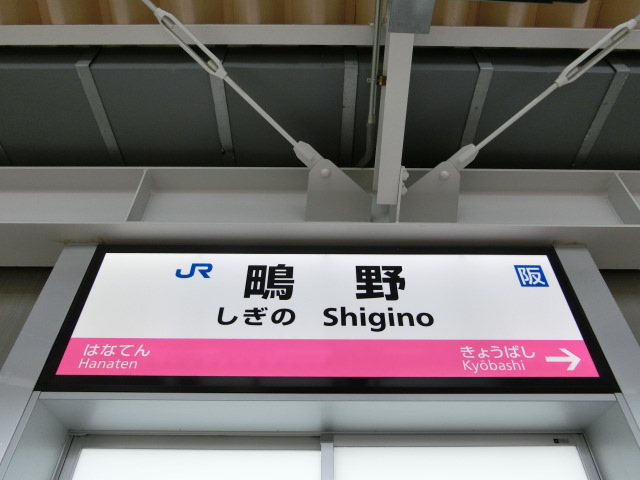 JR 鴫野 阪
しぎの Shigino
はなてん きょうばし
Hanaten Kyōbashi